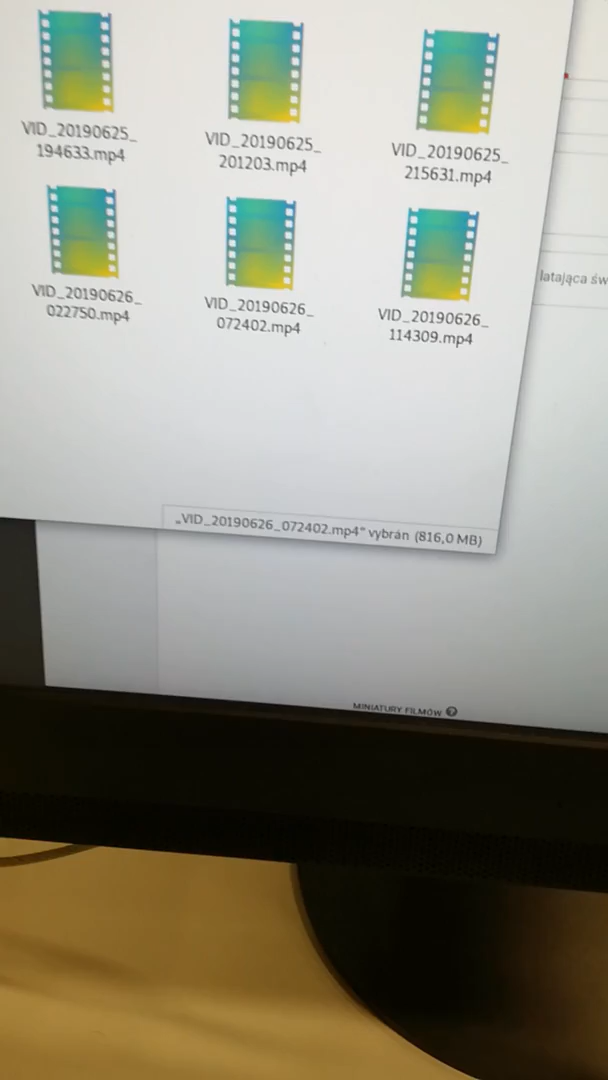 VID_20190625_
194633.mp4
VID_20190625_
201203.mp4
VID_20190625_
215631.mp4
VID_20190626_
022750.mp4
VID_20190626_
072402.mp4
VID_20190626_
114309.mp4
latająca św
„VID_20190626_072402.mp4“ vybrán (816,0 MB)
MINIATURY FILMÓW ?